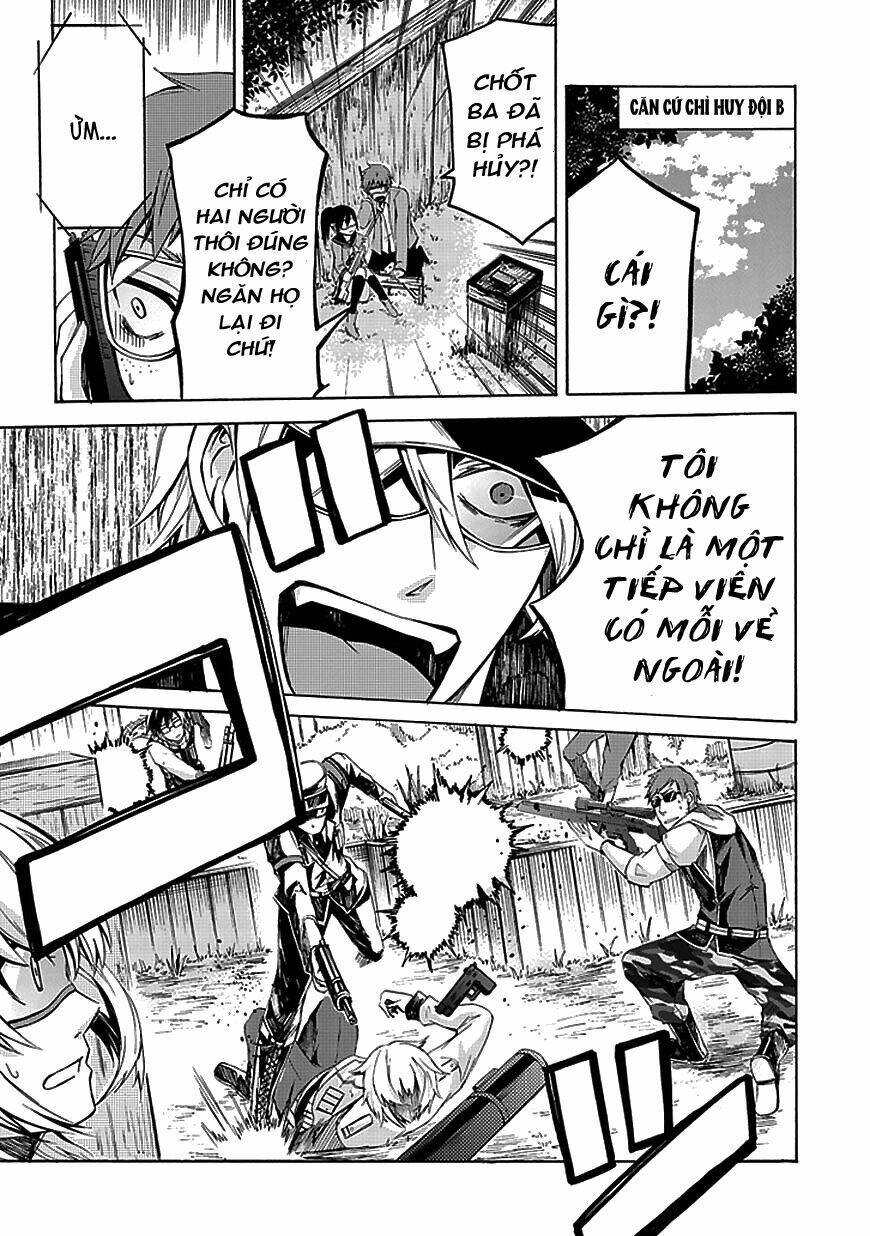 CĂN CỨ CHỈ HUY ĐỘI B
CÁI
GÌ?!
CHỐT
BA ĐÃ
BỊ PHÁ
HỦY?!
CHỈ CÓ
HAI NGƯỜI
THÔI ĐÚNG
KHÔNG?
NGĂN HỌ
LẠI ĐI
CHỨ!
ỪM...
TÔI
KHÔNG
CHỈ LÀ MỘT
TIẾP VIÊN
CÓ MỖI VẺ
NGOÀI!